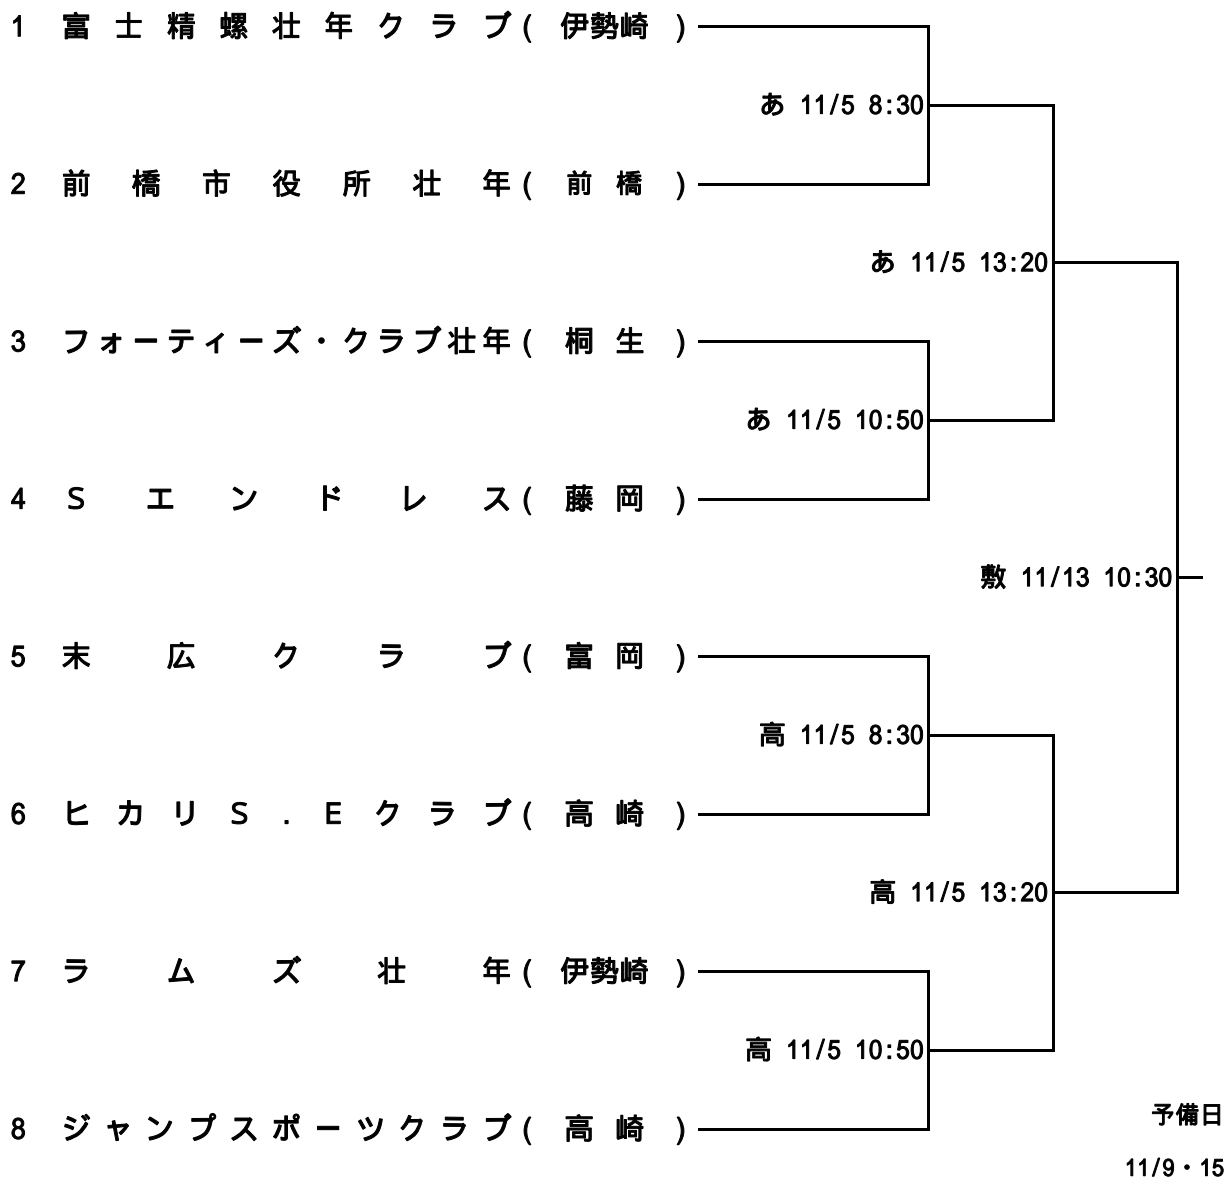 1 富士精螺壮年クラブ( 伊勢崎 )
あ 11/5 8:30
2 前橋市役所壮年( 前橋 )
あ 11/5 13:20
3 フォーティーズ・クラブ壮年( 桐生 )
あ 11/5 10:50
4 Sエンドレス( 藤岡 )
敷 11/13 10:30
5 末広クラブ( 富岡 )
高 11/5 8:30
6 ヒカリS.Eクラブ( 高崎 )
高 11/5 13:20
7 ラムズ壮年( 伊勢崎 )
高 11/5 10:50
8 ジャンプスポーツクラブ( 高崎 )
予備日
11/9・15